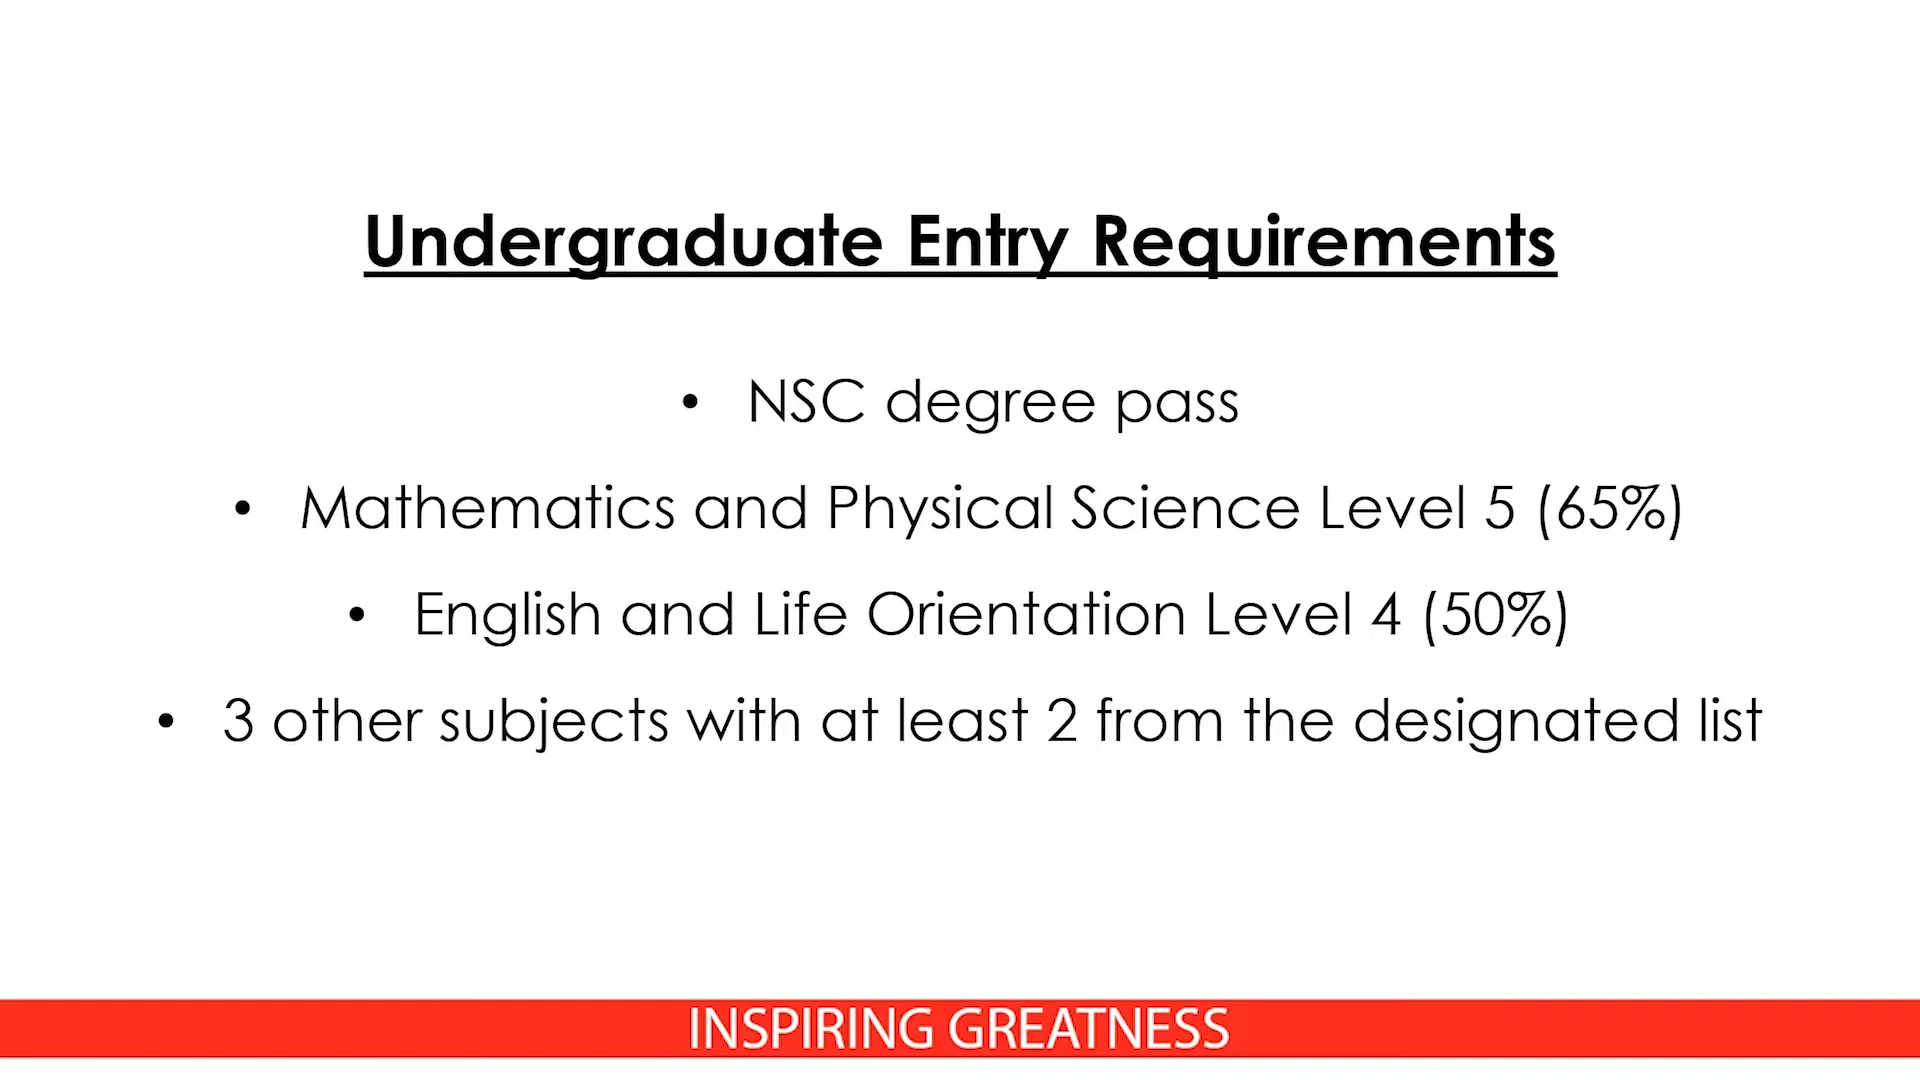 Undergraduate Entry Requirements
• NSC degree pass
• Mathematics and Physical Science Level 5 (65%)
• English and Life Orientation Level 4 (50%)
• 3 other subjects with at least 2 from the designated list
INSPIRING GREATNESS